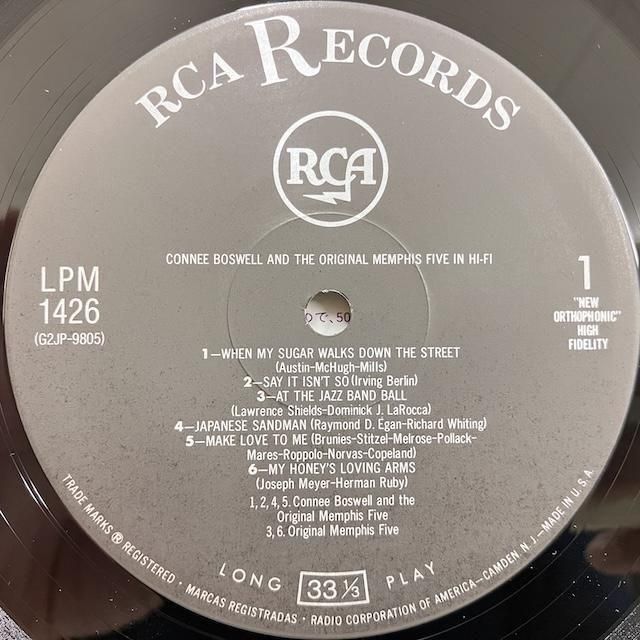 RCA RECORDS
RCA
CONNEE BOSWELL AND THE ORIGINAL MEMPHIS FIVE IN HI-FI
LPM
1426
(G2JP-9805)
1
"NEW
ORTHOPHONIC"
HIGH
FIDELITY
ので、50
1—WHEN MY SUGAR WALKS DOWN THE STREET
(Austin-McHugh-Mills)
2—SAY IT ISN'T SO (Irving Berlin)
3—AT THE JAZZ BAND BALL
(Lawrence Shields-Dominick J. LaRocca)
4—JAPANESE SANDMAN (Raymond D. Egan-Richard Whiting)
5—MAKE LOVE TO ME (Brunies-Stitzel-Melrose-Pollack-
Mares-Roppolo-Norvas-Copeland)
6—MY HONEY'S LOVING ARMS
(Joseph Meyer-Herman Ruby)
1, 2, 4, 5. Connee Boswell and the
Original Memphis Five
3, 6. Original Memphis Five
LONG 33 1/3 PLAY
TRADE MARKS ® REGISTERED • MARCAS REGISTRADAS • RADIO CORPORATION OF AMERICA—CAMDEN N.J.—MADE IN U.S.A.